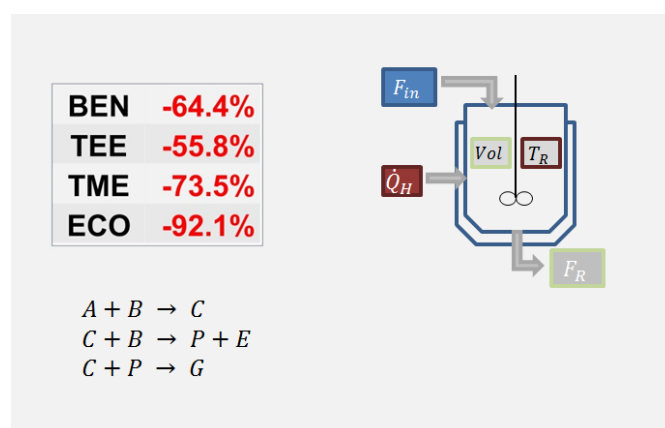 BEN -64.4%
TEE -55.8%
TME -73.5%
ECO -92.1%
A + B → C
C + B → P + E
C + P → G
F_in
Vol T_R
Q̇_H
F_R